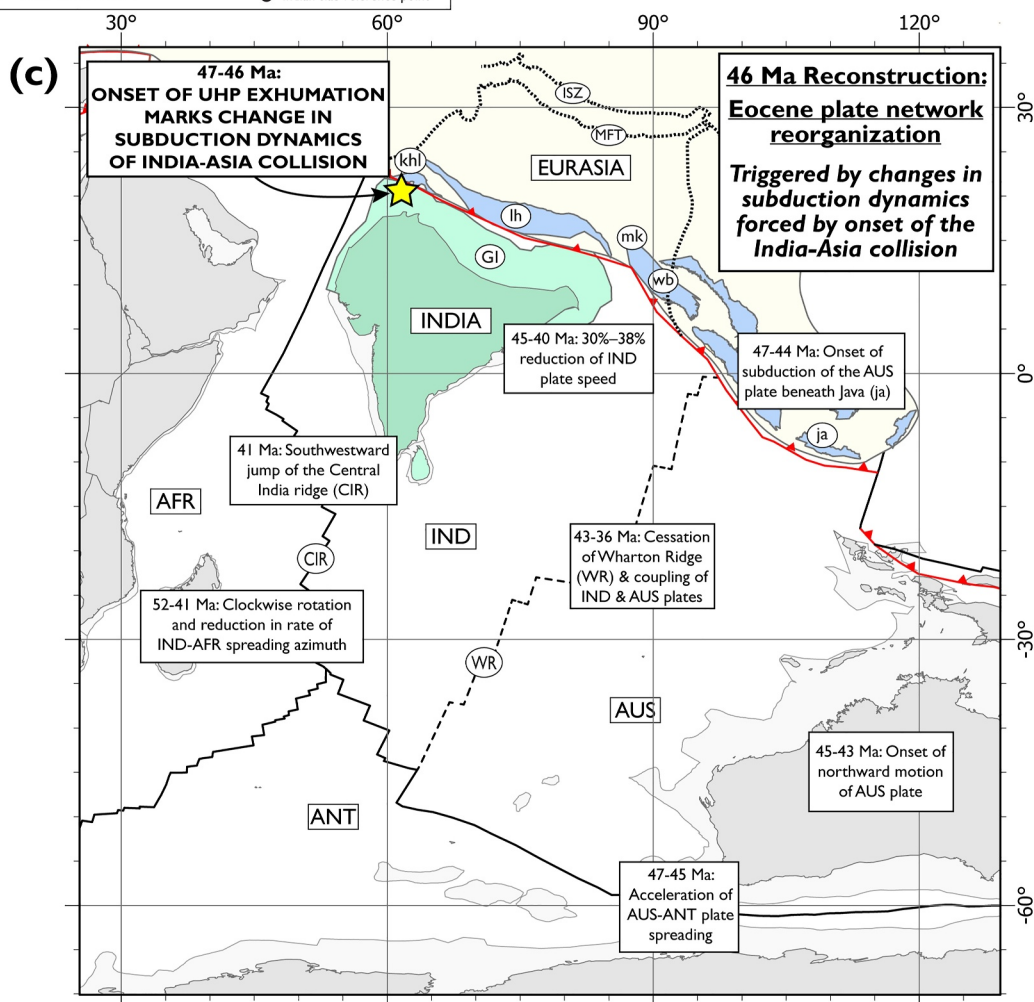 30°
60°
90°
120°
(c)
47-46 Ma:
ONSET OF UHP EXHUMATION
MARKS CHANGE IN
SUBDUCTION DYNAMICS
OF INDIA-ASIA COLLISION
46 Ma Reconstruction:
Eocene plate network
reorganization
Triggered by changes in
subduction dynamics
forced by onset of the
India-Asia collision
30°
ISZ
MFT
khl
EURASIA
lh
mk
GI
wb
INDIA
45-40 Ma: 30%–38%
reduction of IND
plate speed
47-44 Ma: Onset of
subduction of the AUS
plate beneath Java (ja)
0°
ja
41 Ma: Southwestward
jump of the Central
India ridge (CIR)
AFR
IND
CIR
43-36 Ma: Cessation
of Wharton Ridge
(WR) & coupling of
IND & AUS plates
52-41 Ma: Clockwise rotation
and reduction in rate of
IND-AFR spreading azimuth
-30°
WR
AUS
45-43 Ma: Onset of
northward motion
of AUS plate
ANT
47-45 Ma:
Acceleration of
AUS-ANT plate
spreading
-60°